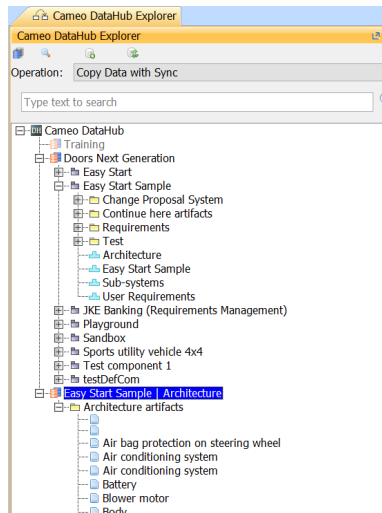 Cameo DataHub Explorer
Cameo DataHub Explorer
Operation: Copy Data with Sync
Type text to search
DH Cameo DataHub
Training
Doors Next Generation
Easy Start
Easy Start Sample
Change Proposal System
Continue here artifacts
Requirements
Test
Architecture
Easy Start Sample
Sub-systems
User Requirements
JKE Banking (Requirements Management)
Playground
Sandbox
Sports utility vehicle 4x4
Test component 1
testDefCom
Easy Start Sample | Architecture
Architecture artifacts
Air bag protection on steering wheel
Air conditioning system
Air conditioning system
Battery
Blower motor
Body